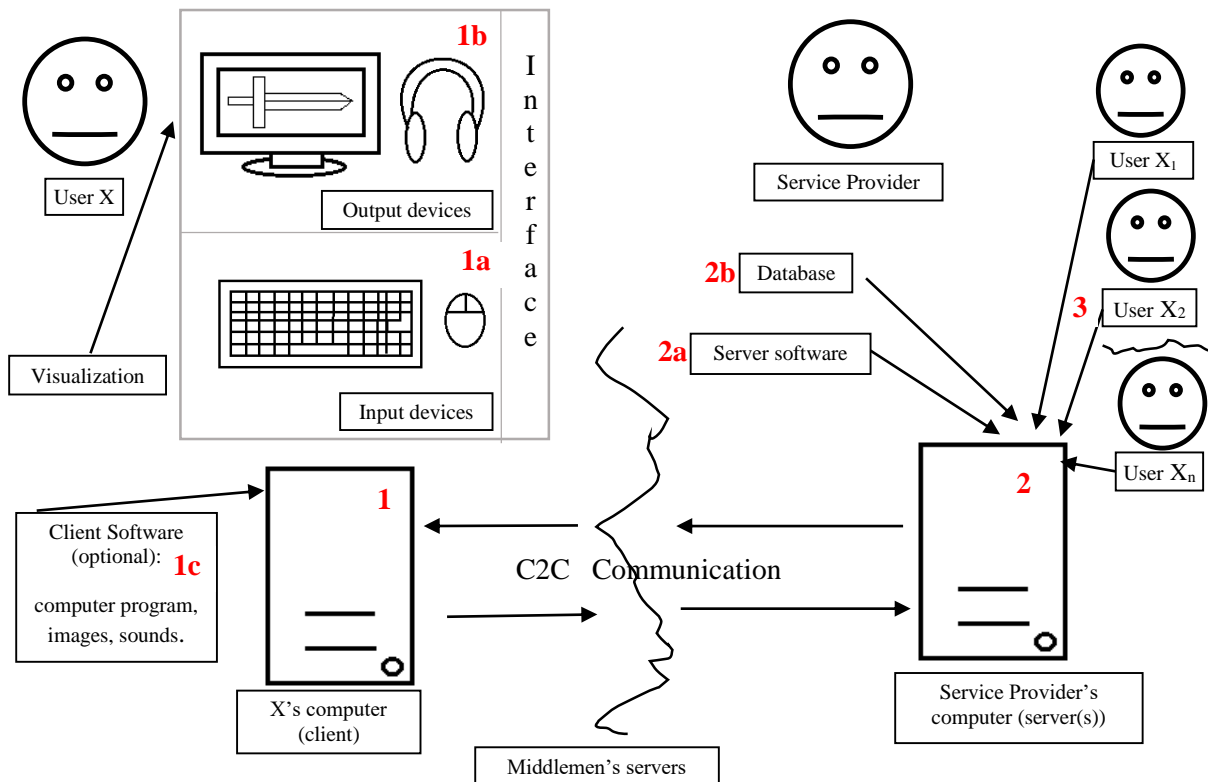 1b
User X
Output devices
Interface
1a
Input devices
Visualization
Service Provider
User X1
2b
Database
3
User X2
2a
Server software
User Xn
1
2
Client Software
(optional):
1c
computer program,
images, sounds.
C2C Communication
X's computer
(client)
Service Provider's
computer (server(s))
Middlemen's servers